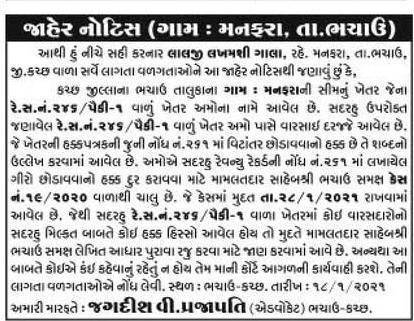 જાહેર નોટિસ (ગામ : મનફરા, તા.ભચાઉ)
આથી હું નીચે સહી કરનાર લાલજી લખમશી ગાલા, રહે. મનફરા, તા.ભચાઉ,
જી.કચ્છ વાળા સર્વે લાગતા વળગતાઓને આ જાહેર નોટિસથી જણાવું છું કે,
કચ્છ જીલ્લાના ભચાઉ તાલુકાના ગામ : મનફરાની સીમનું ખેતર જેના
રે.સ.નં.૨૪૬/પૈકી-૧ વાળું ખેતર અમોના નામે આવેલ છે. સદરહુ ઉપરોક્ત
જણાવેલ રે.સ.નં.૨૪૬/પૈકી-૧ વાળું ખેતર અમો પાસે વારસાઈ દરજ્જે આવેલ છે.
જે ખેતરની હક્કપત્રકની જુની નોંધ નં.૨૬૧ માં વિટાંતર છોડાવવાનો હક્ક છે તે શબ્દનો
ઉલ્લેખ કરવામાં આવેલ છે. અમોએ સદરહુ રેવન્યુ રેકર્ડની નોંધ નં.૨૬૧ માં લખાયેલ
ગીરો છોડાવવાનો હક્ક દુર કરાવવા માટે મામલતદાર સાહેબશ્રી ભચાઉ સમક્ષ કેસ
નં.૧૯/૨૦૨૦ વાળાથી ચાલુ છે. જે કેસમાં મુદત તા.૨૮/૧/૨૦૨૧ રાખવામાં
આવેલ છે. જેથી સદરહુ રે.સ.નં.૨૪૬/પૈકી-૧ વાળા ખેતરમાં કોઈ વારસદારોનો
સદરહુ મિલ્કત બાબતે કોઈ હક્ક હિસ્સો આવેલ હોય તો મુદતે મામલતદાર સાહેબશ્રી
ભચાઉ સમક્ષ લેખિત આધાર પુરાવા રજુ કરવા માટે જાણ કરવામાં આવે છે. અન્યથા આ
બાબતે કોઈએ કંઈ કહેવાનું રહેતું ન હોય તેમ માની કોર્ટ આગળની કાર્યવાહી કરશે. તેની
લાગતા વળગતાઓએ નોંધ લેવી. સ્થળ : ભચાઉ-કચ્છ. તારીખ : ૧૮/૧/૨૦૨૧
અમારી મારફતે : જગદીશ વી.પ્રજાપતિ (એડવોકેટ) ભચાઉ-કચ્છ.